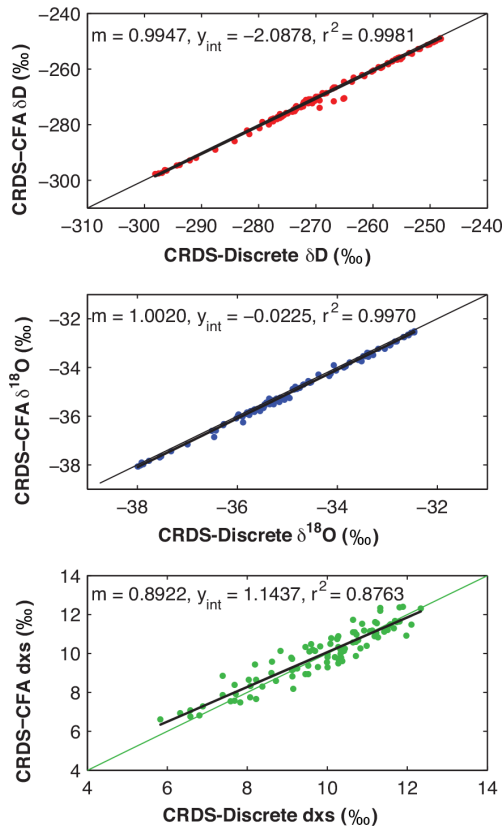 −240
m = 0.9947, y_int = −2.0878, r² = 0.9981
−260
−280
−300
CRDS−CFA δD (‰)
−310 −300 −290 −280 −270 −260 −250 −240
CRDS-Discrete δD (‰)
m = 1.0020, y_int = −0.0225, r² = 0.9970
−32
−34
−36
−38
CRDS−CFA δ¹⁸O (‰)
−38 −36 −34 −32
CRDS-Discrete δ¹⁸O (‰)
14
m = 0.8922, y_int = 1.1437, r² = 0.8763
12
10
8
6
4
CRDS−CFA dxs (‰)
4 6 8 10 12 14
CRDS-Discrete dxs (‰)